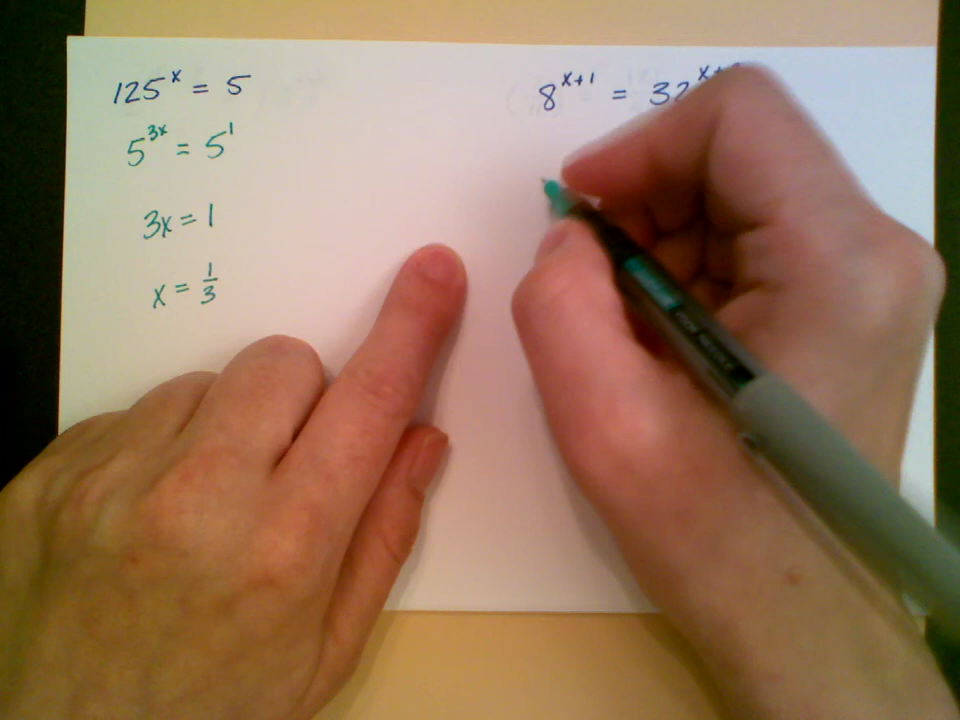 125^x = 5
5^{3x} = 5^1
3x = 1
x = 1/3
8^{x+1} = 32^{x+